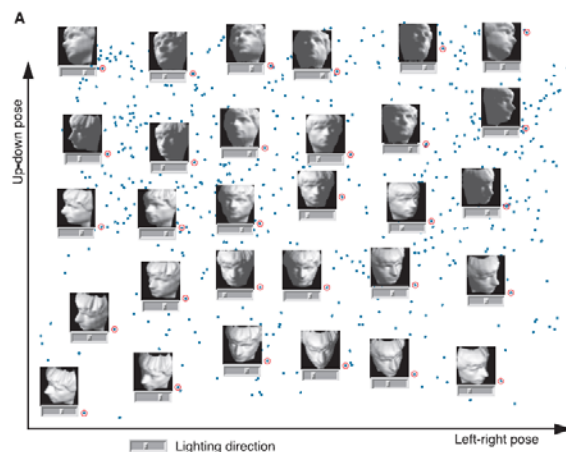 A
Up-down pose
Left-right pose
Lighting direction